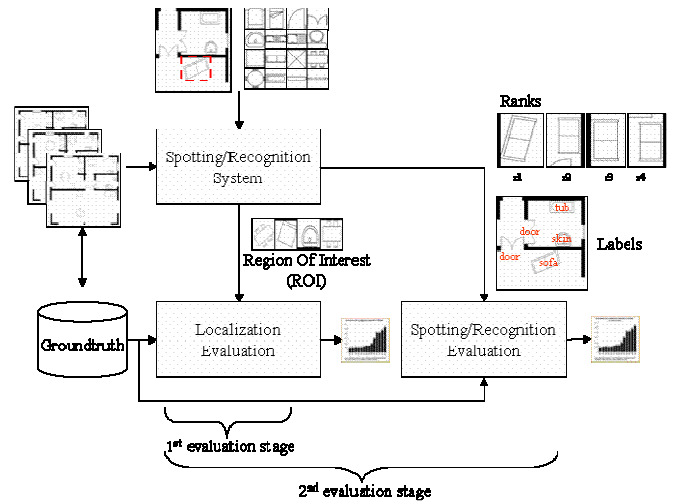 Ranks
Spotting/Recognition
System
r1 r2 r3 r4
tub
door
skin
door
sofa
Labels
Region Of Interest
(ROI)
Groundtruth
Localization
Evaluation
Spotting/Recognition
Evaluation
1st evaluation stage
2nd evaluation stage